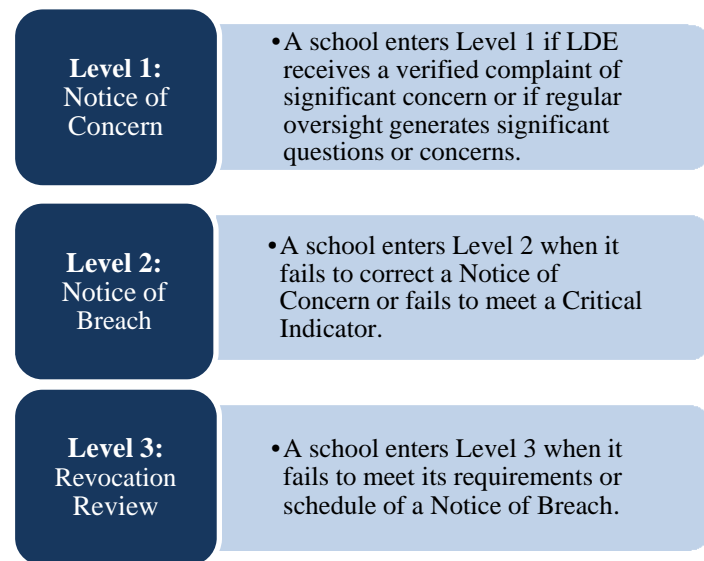 Level 1:
Notice of
Concern
•A school enters Level 1 if LDE
receives a verified complaint of
significant concern or if regular
oversight generates significant
questions or concerns.
Level 2:
Notice of
Breach
•A school enters Level 2 when it
fails to correct a Notice of
Concern or fails to meet a Critical
Indicator.
Level 3:
Revocation
Review
•A school enters Level 3 when it
fails to meet its requirements or
schedule of a Notice of Breach.